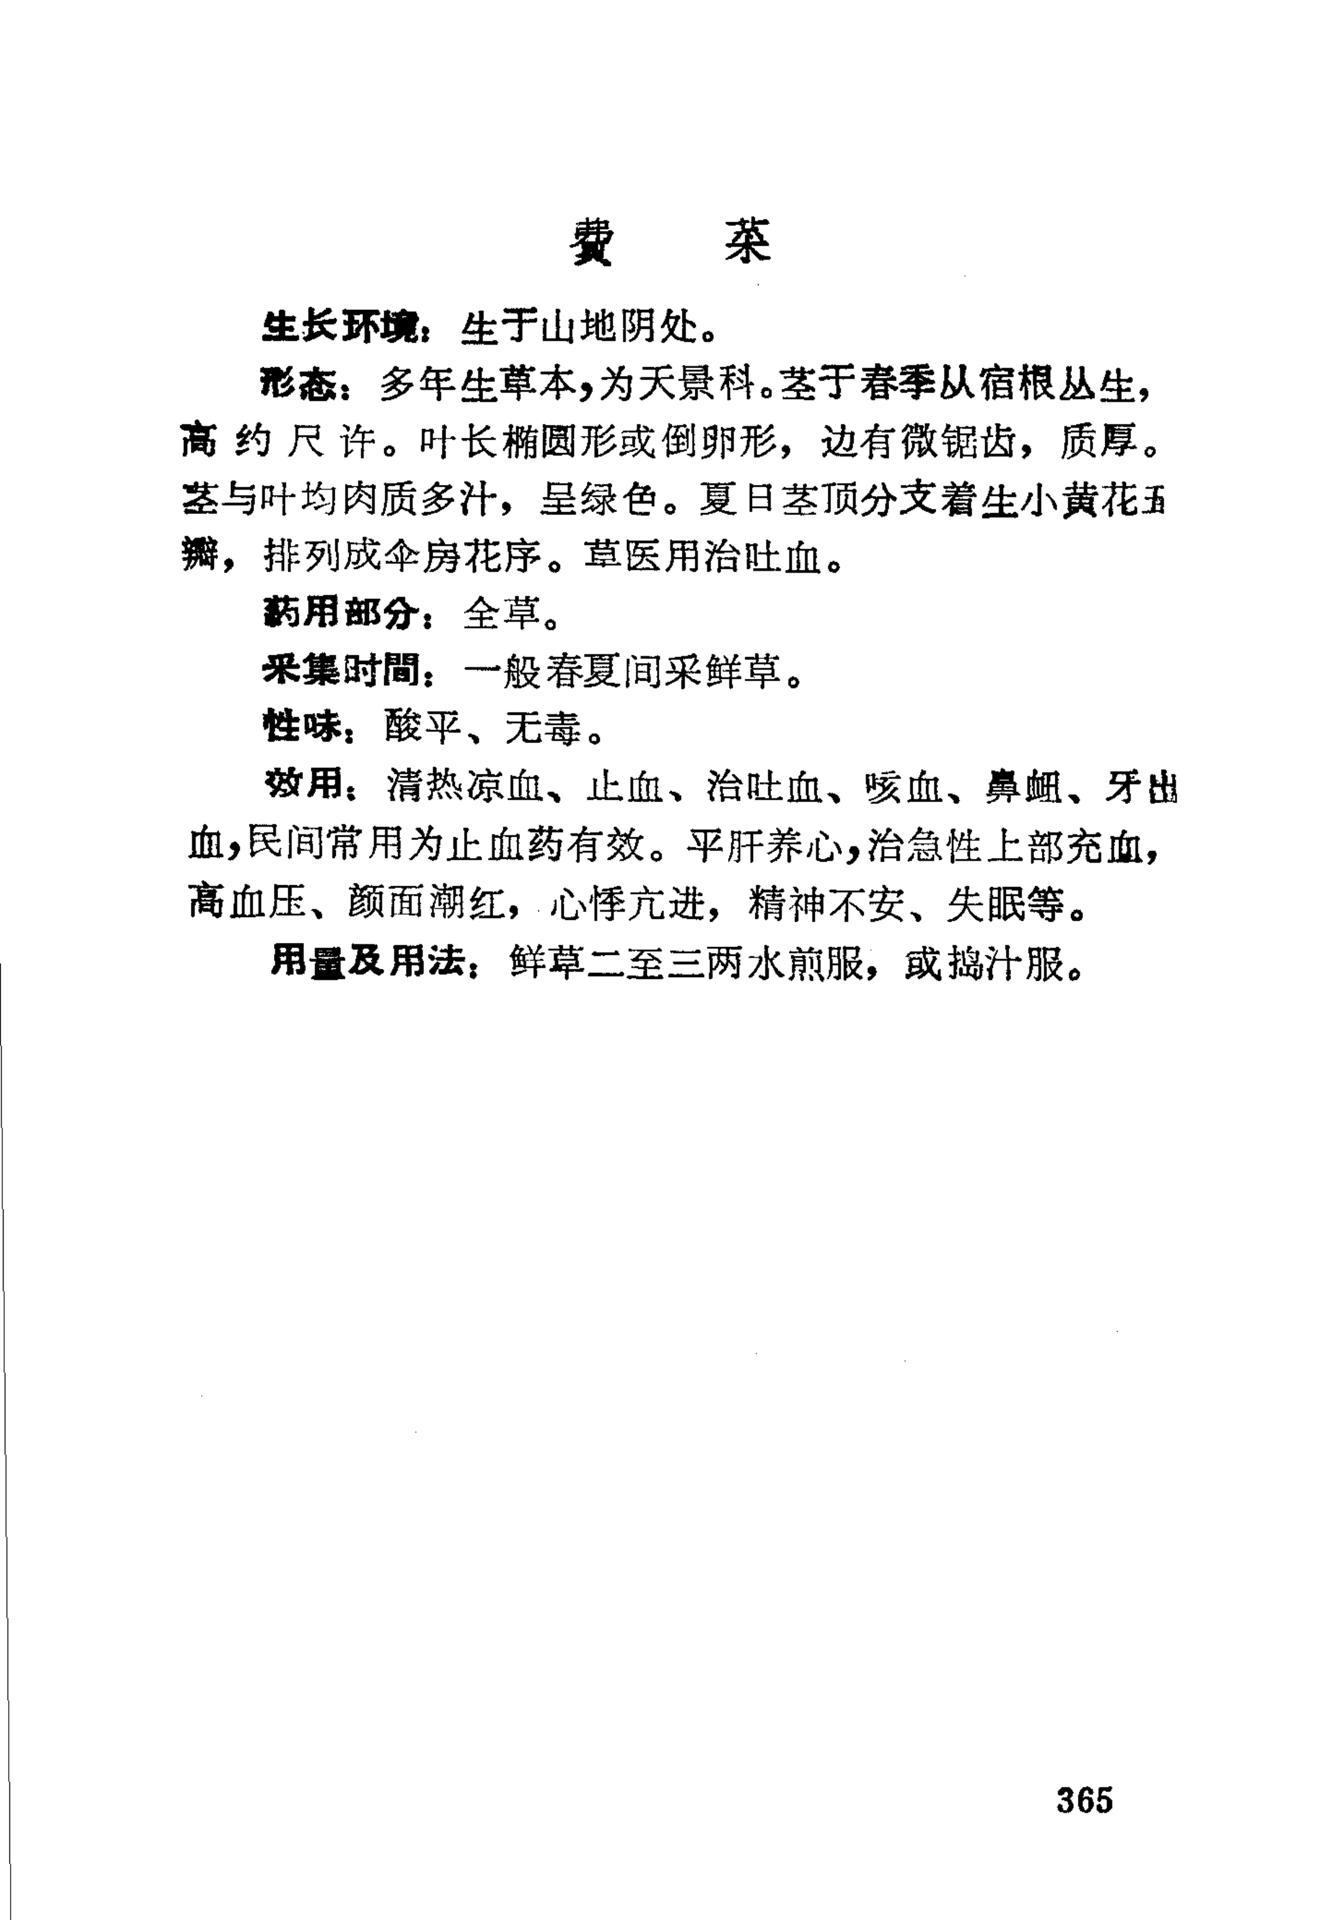 費 菜
生长环境：生于山地阴处。
形态：多年生草本，为天景科。茎于春季从宿根丛生，
高约尺许。叶长椭圆形或倒卵形，边有微锯齿，质厚。
茎与叶均肉质多汁，呈绿色。夏日茎顶分支着生小黄花五
瓣，排列成伞房花序。草医用治吐血。
药用部分：全草。
采集时間：一般春夏间采鲜草。
性味：酸平、无毒。
效用：清热凉血、止血、治吐血、咳血、鼻衄、牙出
血，民间常用为止血药有效。平肝养心，治急性上部充血，
高血压、颜面潮红，心悸亢进，精神不安、失眠等。
用量及用法：鲜草二至三两水煎服，或捣汁服。
365